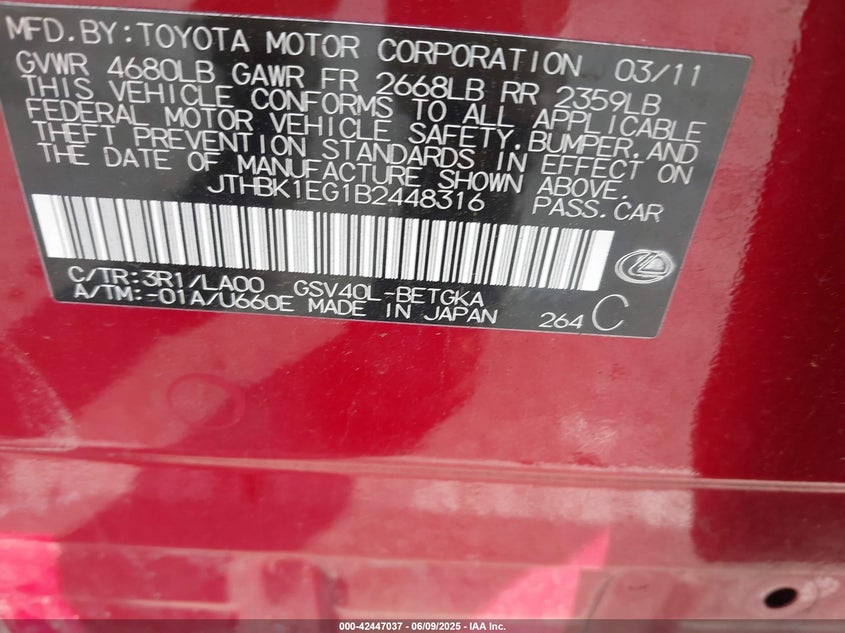 MFD.BY:TOYOTA MOTOR CORPORATION 03/11
GVWR 4680LB GAWR FR 2668LB RR 2359LB
THIS VEHICLE CONFORMS TO ALL APPLICABLE
FEDERAL MOTOR VEHICLE SAFETY,BUMPER,AND
THEFT PREVENTION STANDARDS IN EFFECT ON
THE DATE OF MANUFACTURE SHOWN ABOVE.
JTHBK1EG1B2448316 PASS.CAR
C/TR:3R1/LA00 GSV40L-BETGKA
A/TM:-01A/U660E MADE IN JAPAN 264 C
000-42447037 - 06/09/2025 - IAA Inc.